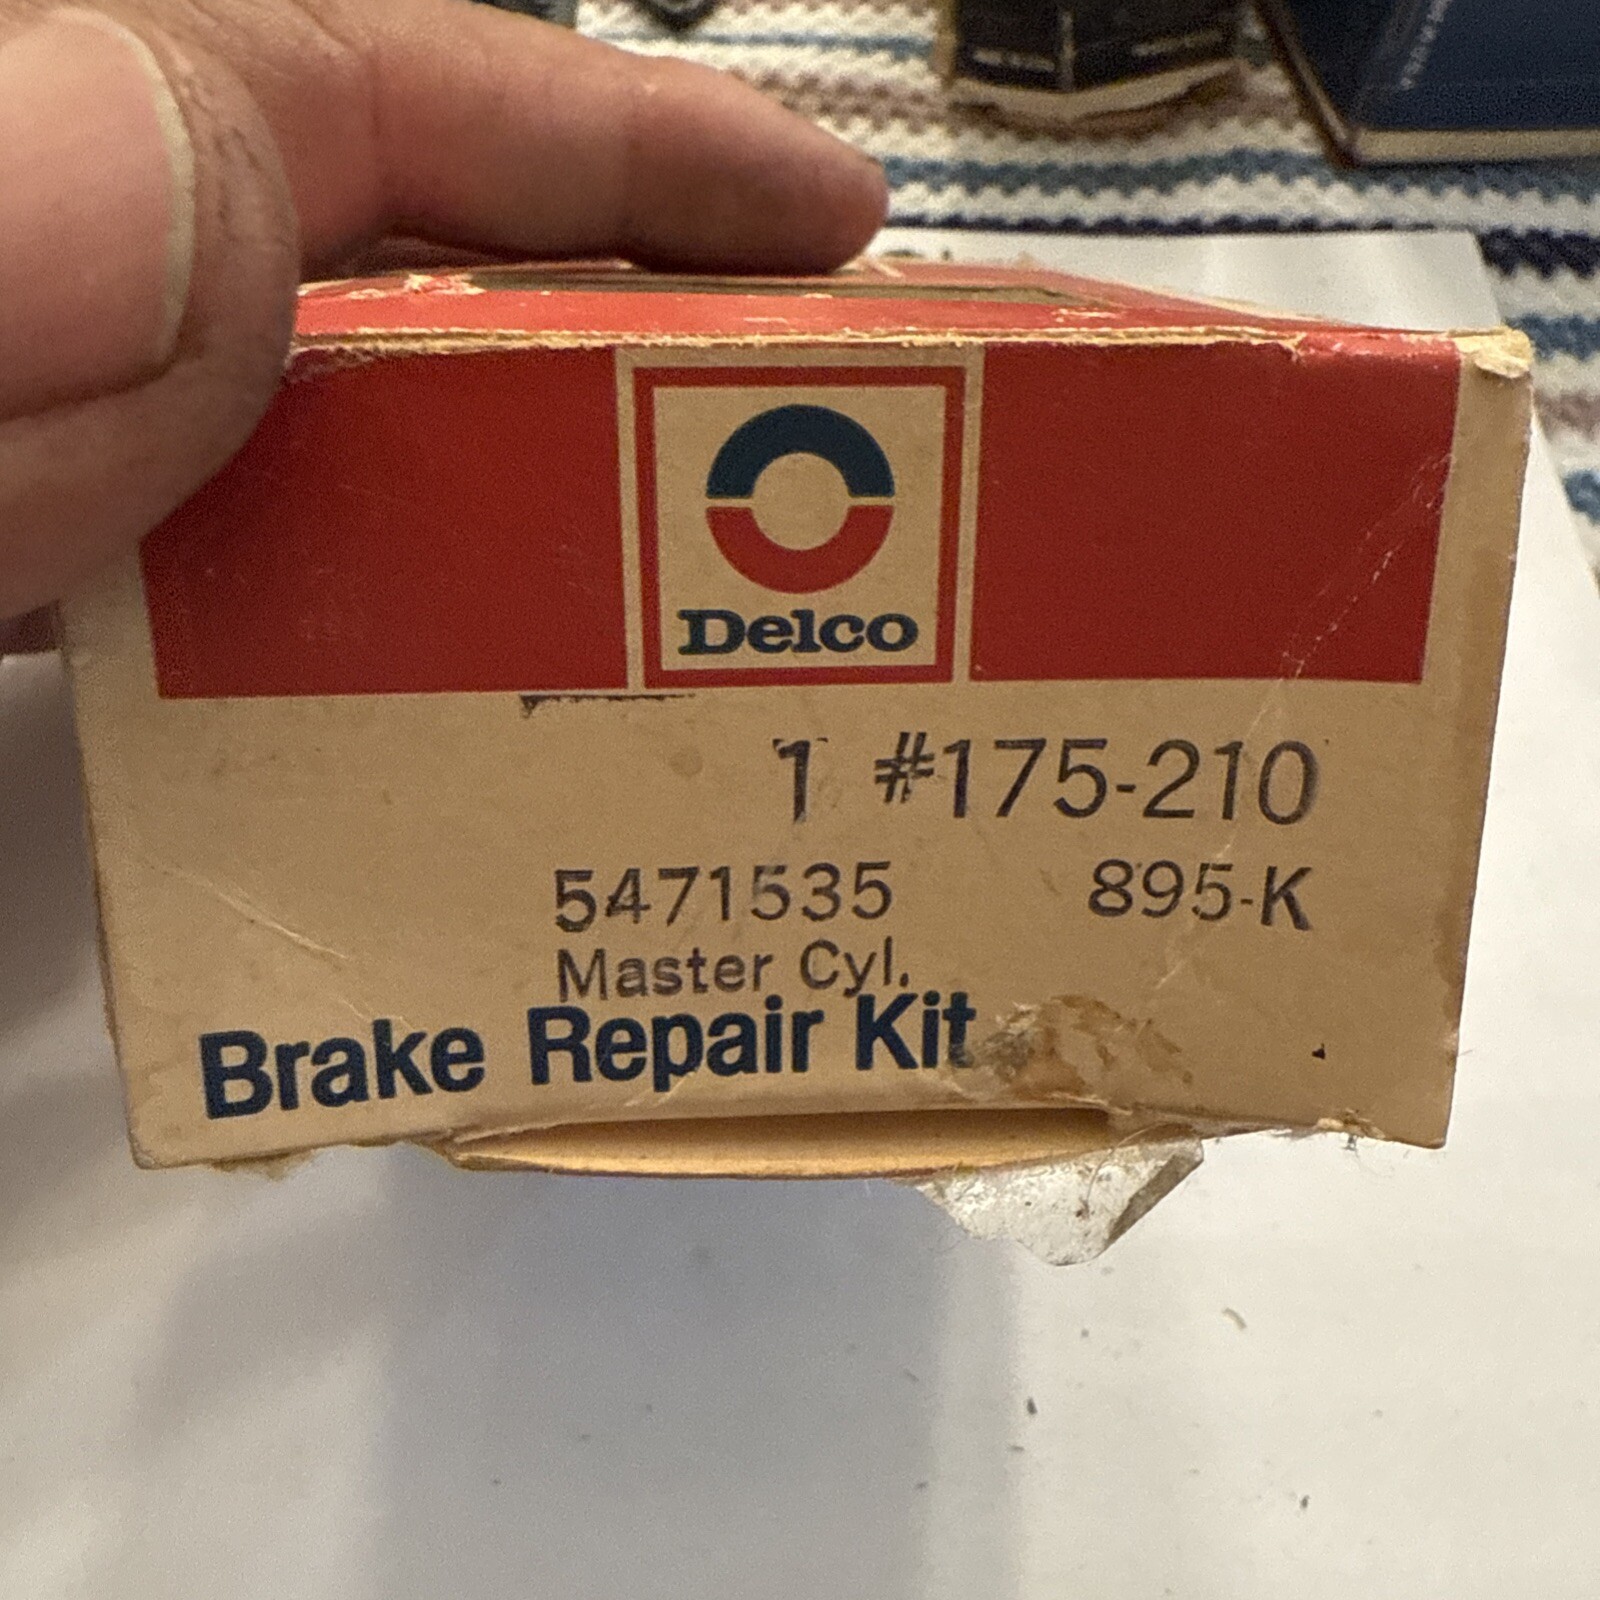 Delco
1 #175-210
5471535 895-K
Master Cyl.
Brake Repair Kit